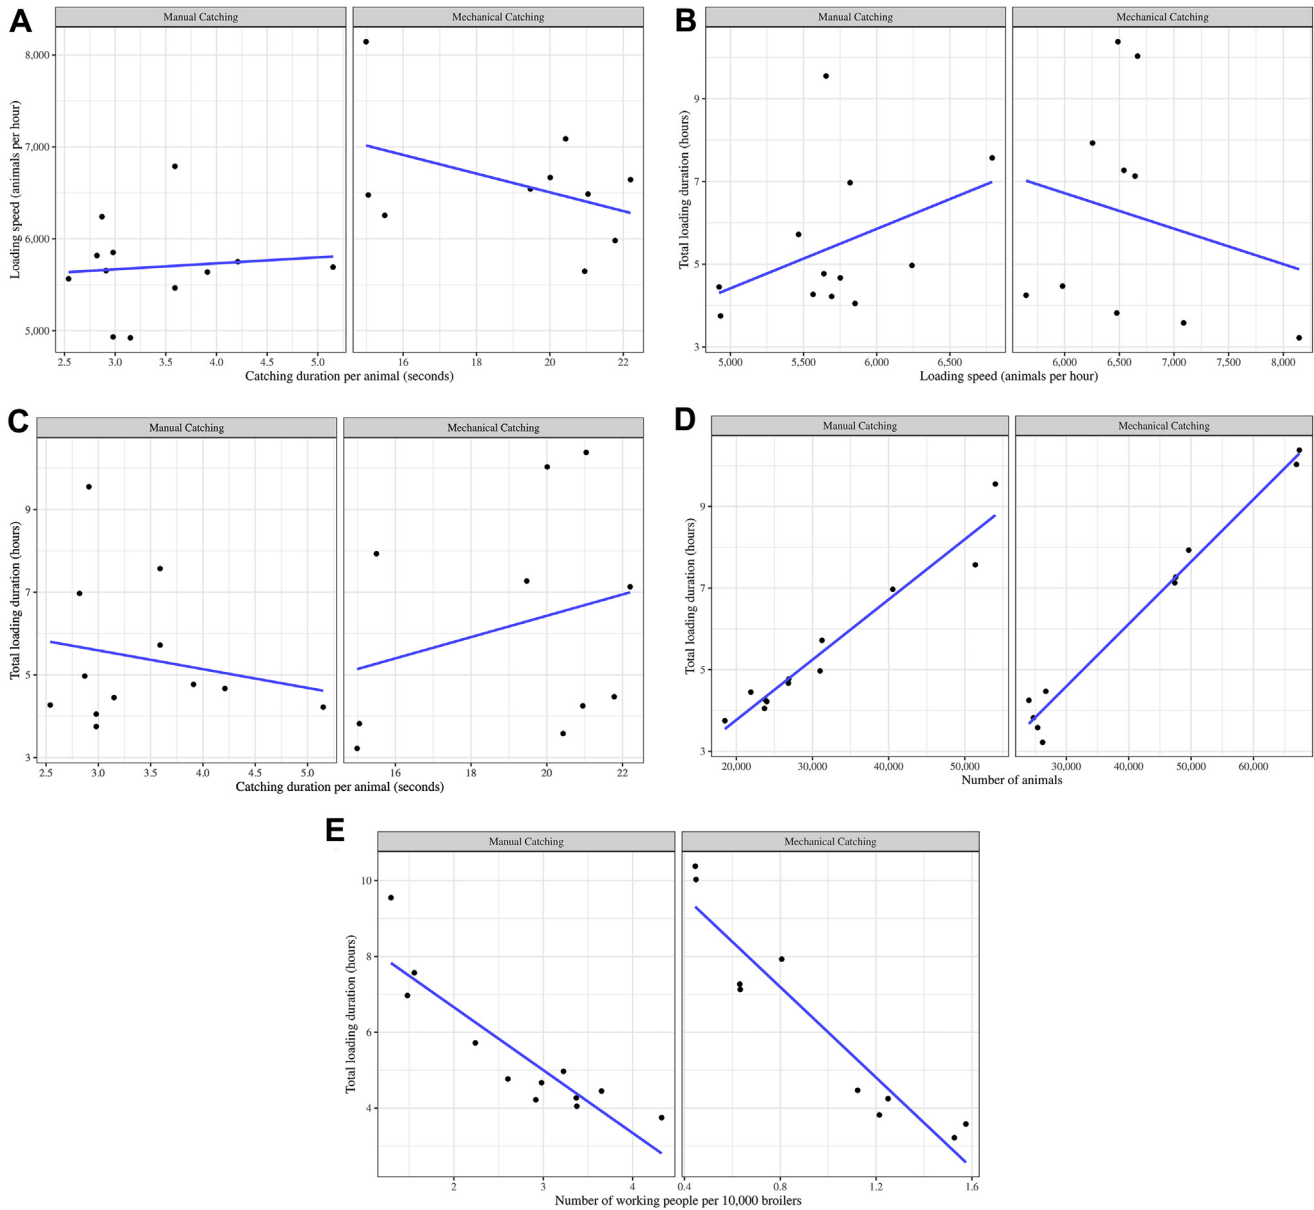 A
Manual Catching
Mechanical Catching
8,000
7,000
6,000
5,000
Loading speed (animals per hour)
2.5 3.0 3.5 4.0 4.5 5.0
16 18 20 22
Catching duration per animal (seconds)
B
Manual Catching
Mechanical Catching
9
7
5
3
Total loading duration (hours)
5,000 5,500 6,000 6,500
6,000 6,500 7,000 7,500 8,000
Loading speed (animals per hour)
C
Manual Catching
Mechanical Catching
9
7
5
3
Total loading duration (hours)
2.5 3.0 3.5 4.0 4.5 5.0
16 18 20 22
Catching duration per animal (seconds)
D
Manual Catching
Mechanical Catching
9
7
5
3
Total loading duration (hours)
20,000 30,000 40,000 50,000
30,000 40,000 50,000 60,000
Number of animals
E
Manual Catching
Mechanical Catching
10
8
6
4
Total loading duration (hours)
2 3 4
0.4 0.8 1.2 1.6
Number of working people per 10,000 broilers